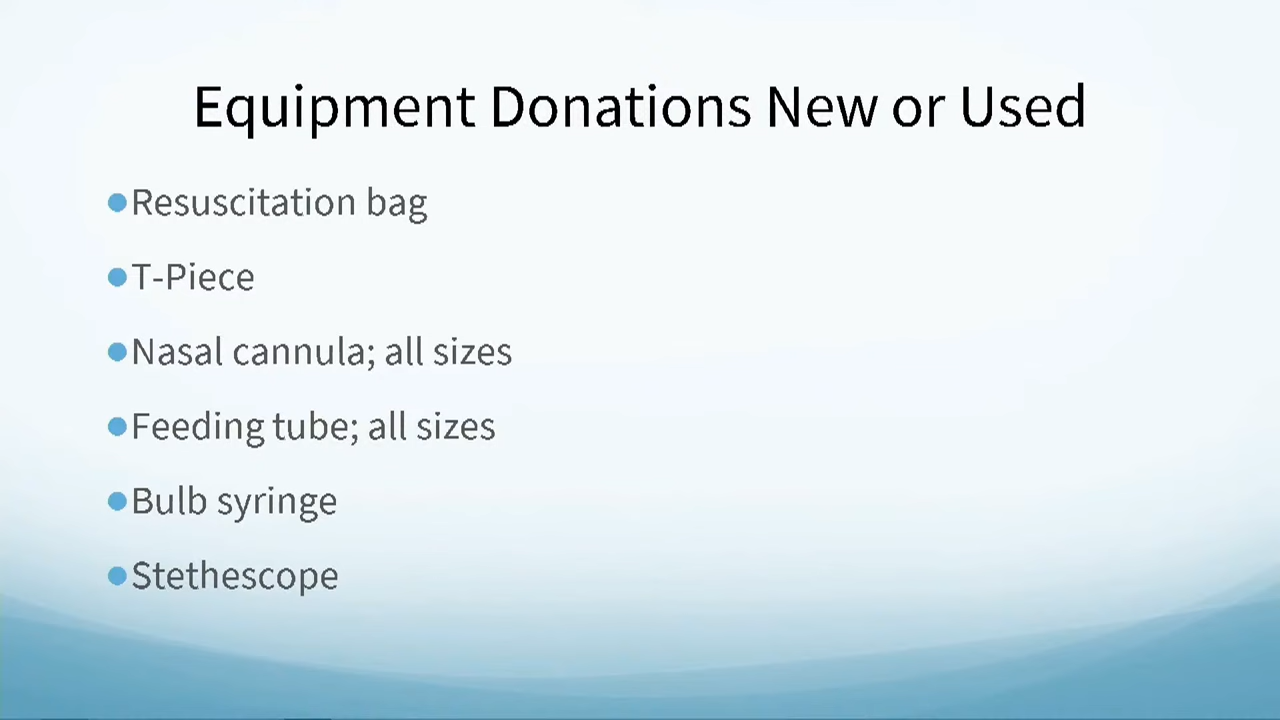 Equipment Donations New or Used
●Resuscitation bag
●T-Piece
●Nasal cannula; all sizes
●Feeding tube; all sizes
●Bulb syringe
●Stethescope